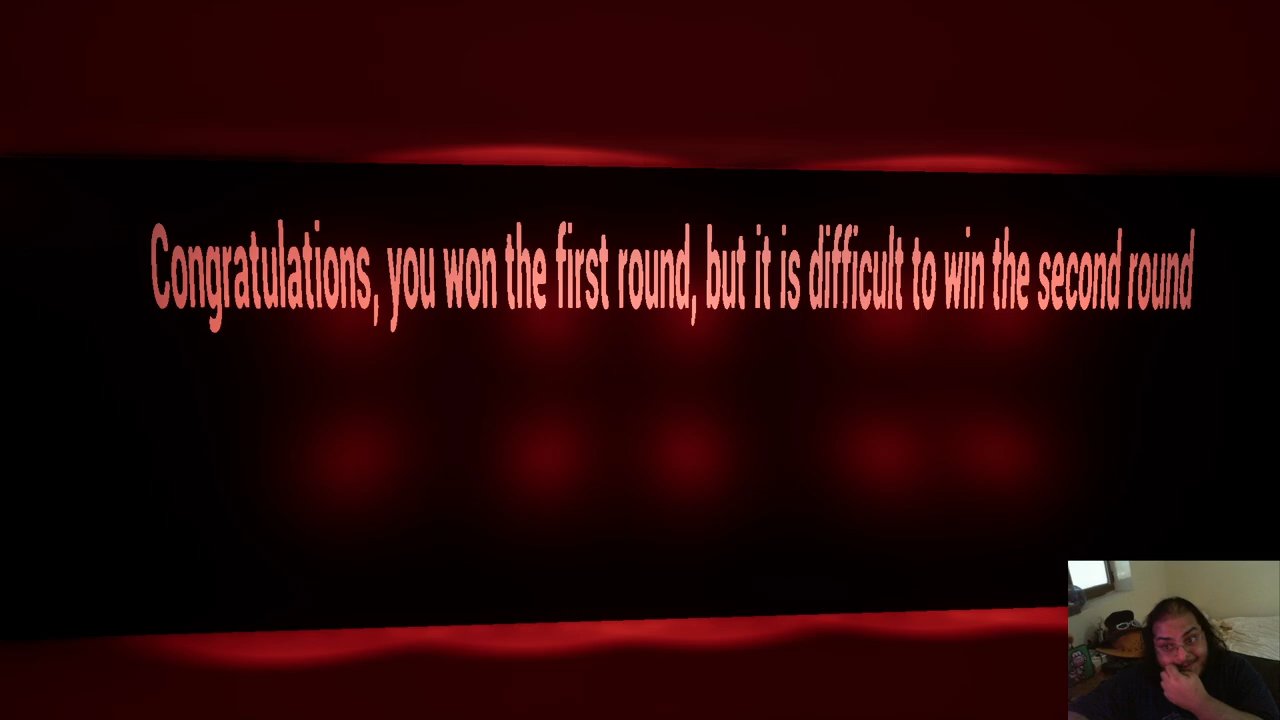 Congratulations, you won the first round, but it is difficult to win the second round